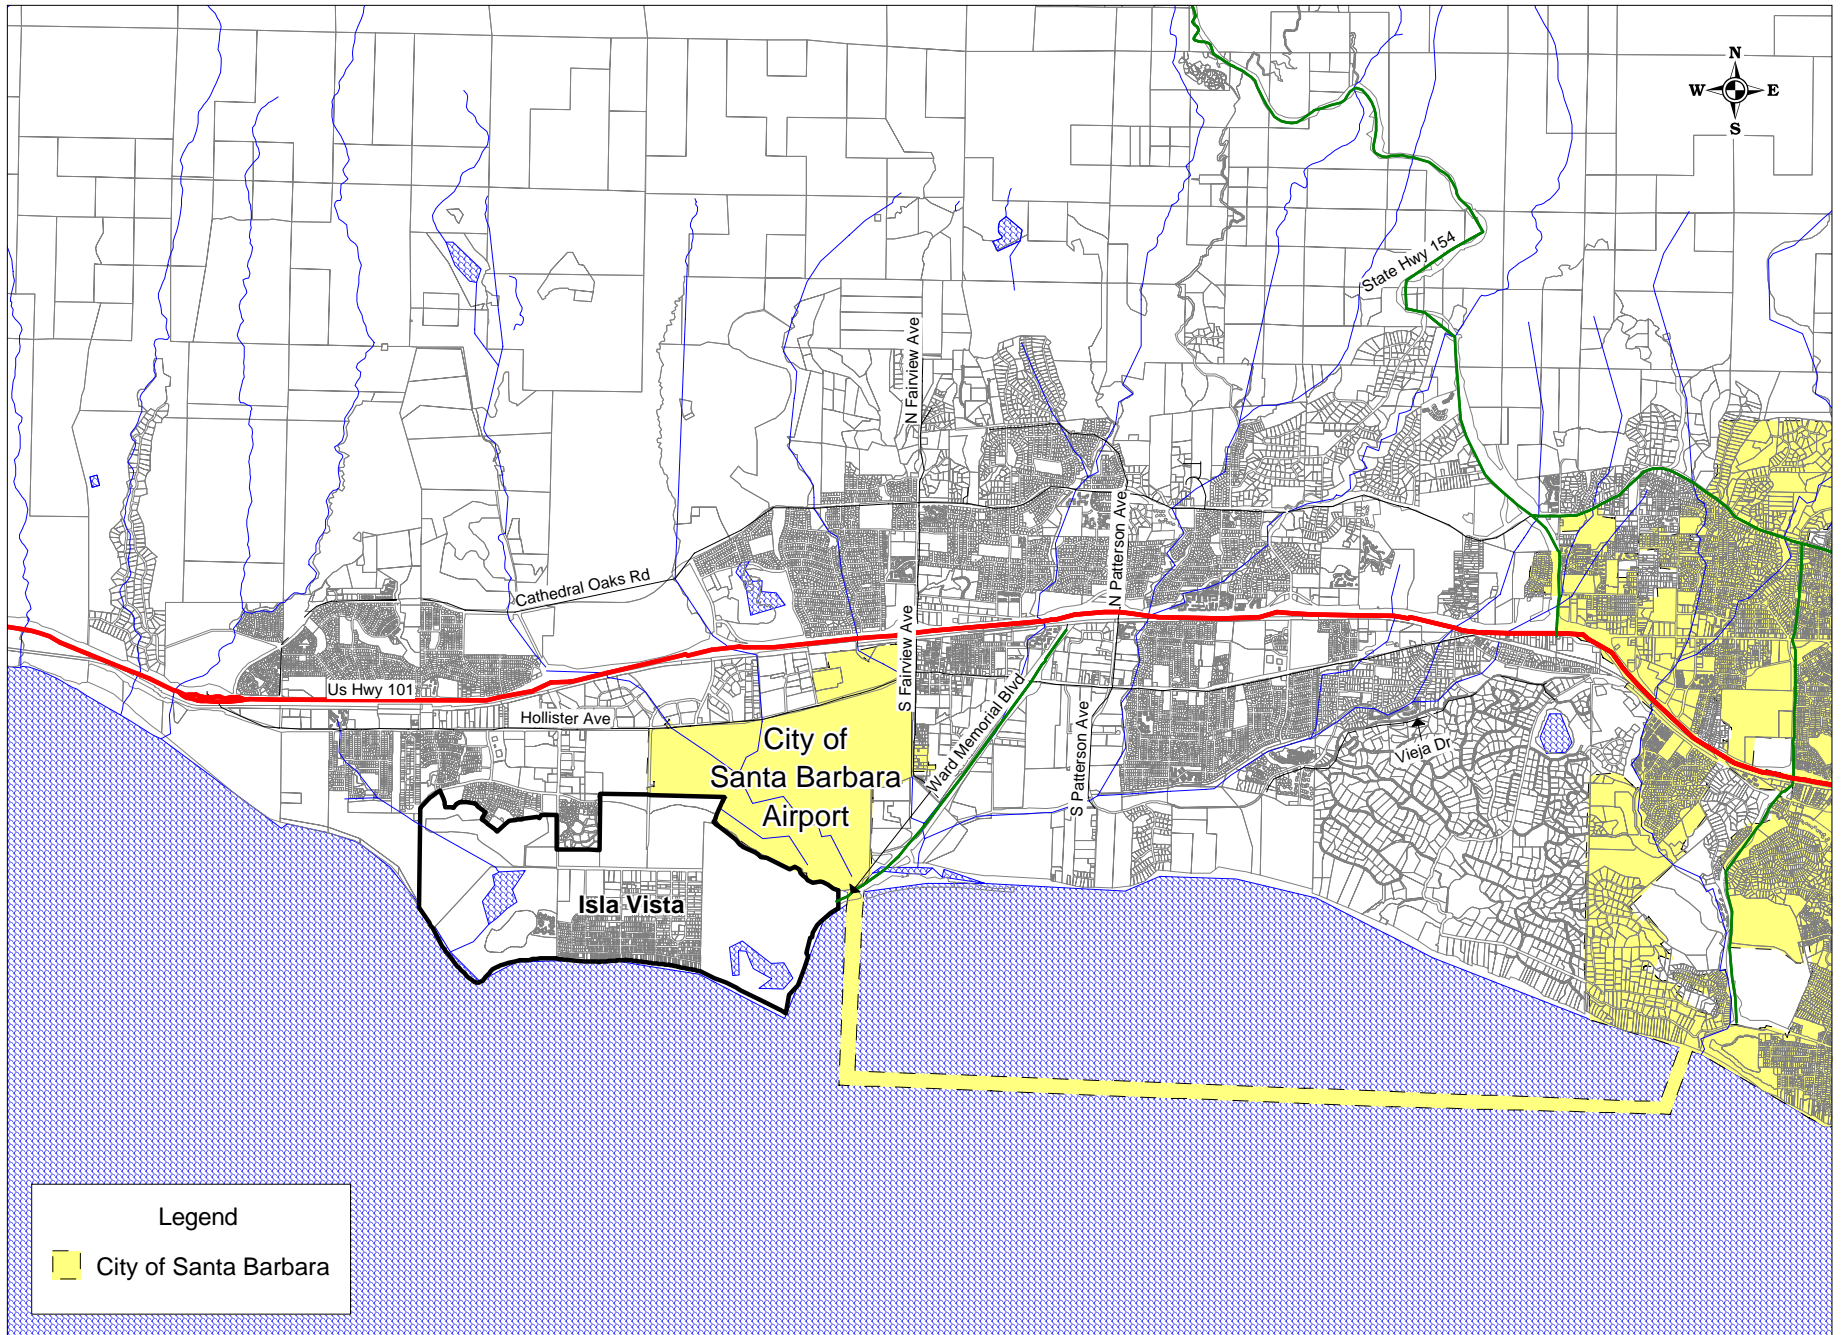 N
W E
S
State Hwy 154
N Fairview Ave
N Patterson Ave
Cathedral Oaks Rd
S Fairview Ave
Us Hwy 101
Hollister Ave
Ward Memorial Blvd
S Patterson Ave
Vieja Dr
City of
Santa Barbara
Airport
Isla Vista
Legend
City of Santa Barbara